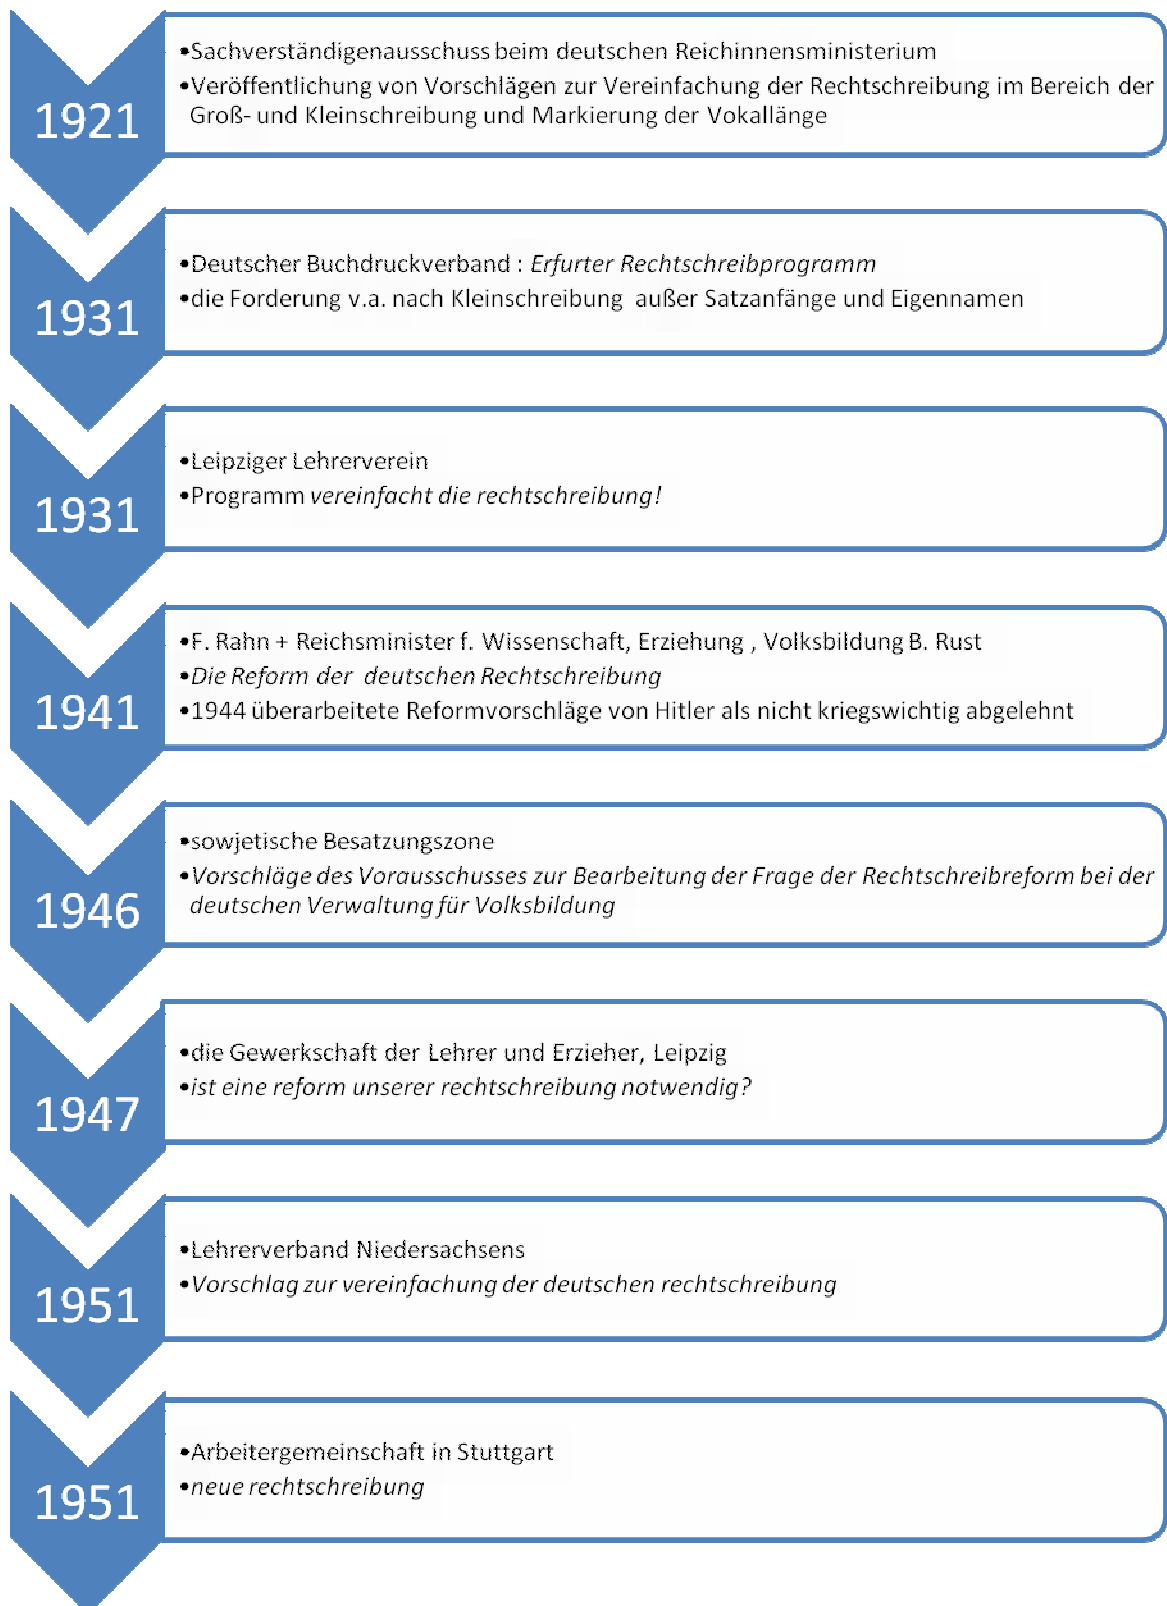 1921
•Sachverständigenausschuss beim deutschen Reichinnensministerium
•Veröffentlichung von Vorschlägen zur Vereinfachung der Rechtschreibung im Bereich der
Groß- und Kleinschreibung und Markierung der Vokallänge
1931
•Deutscher Buchdruckverband : Erfurter Rechtschreibprogramm
•die Forderung v.a. nach Kleinschreibung außer Satzanfänge und Eigennamen
1931
•Leipziger Lehrerverein
•Programm vereinfacht die rechtschreibung!
1941
•F. Rahn + Reichsminister f. Wissenschaft, Erziehung , Volksbildung B. Rust
•Die Reform der deutschen Rechtschreibung
•1944 überarbeitete Reformvorschläge von Hitler als nicht kriegswichtig abgelehnt
1946
•sowjetische Besatzungszone
•Vorschläge des Vorausschusses zur Bearbeitung der Frage der Rechtschreibreform bei der
deutschen Verwaltung für Volksbildung
1947
•die Gewerkschaft der Lehrer und Erzieher, Leipzig
•ist eine reform unserer rechtschreibung notwendig?
1951
•Lehrerverband Niedersachsens
•Vorschlag zur vereinfachung der deutschen rechtschreibung
1951
•Arbeitergemeinschaft in Stuttgart
•neue rechtschreibung